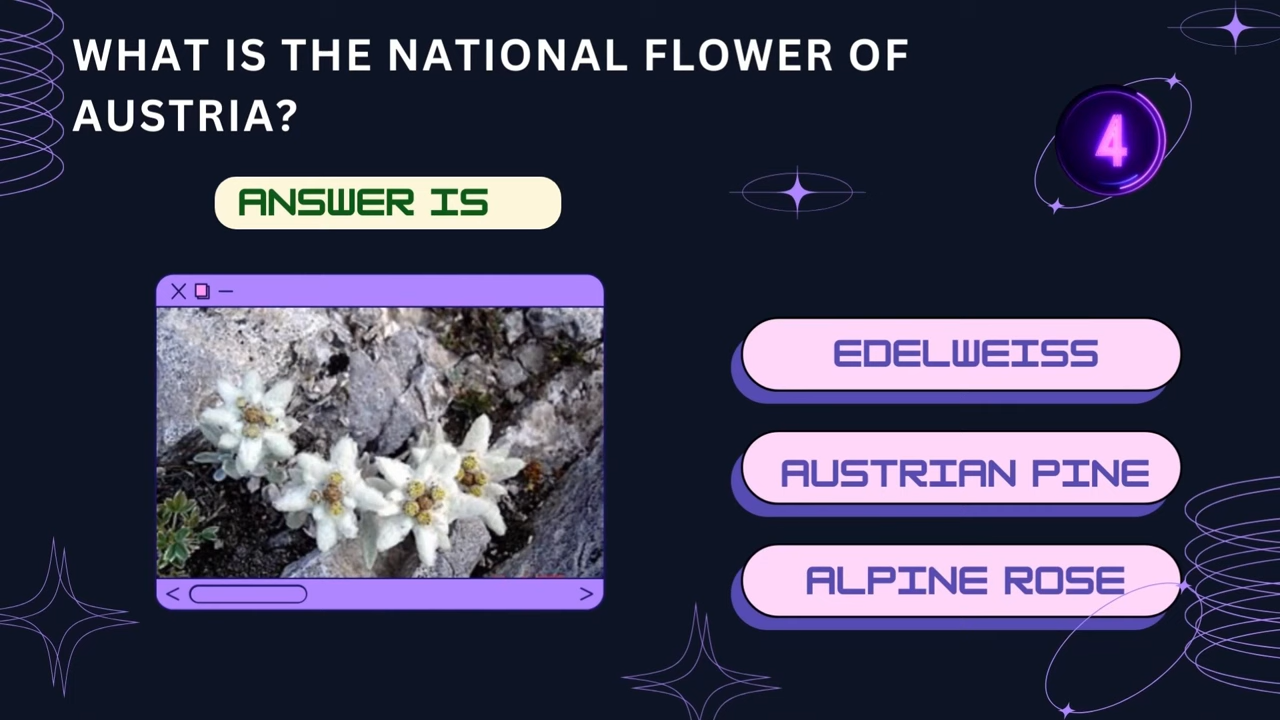 WHAT IS THE NATIONAL FLOWER OF
AUSTRIA?
4
ANSWER IS
EDELWEISS
AUSTRIAN PINE
ALPINE ROSE